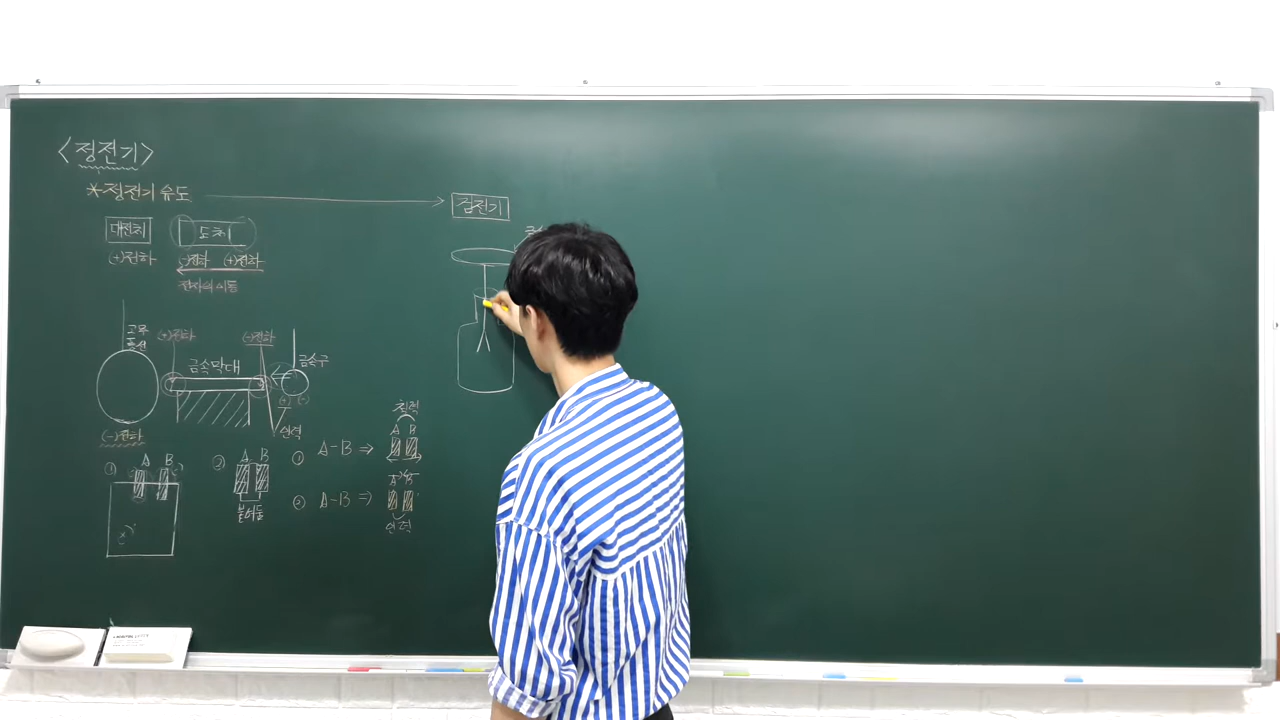 <정전기>
*정전기 유도 → 검전기
대전체 도체
(+)전하 (-)전하 (+)전하
전자의 이동
고무
풍선
(+)전하 (-)전하
금속막대 금속구
(+) (-)
인력
(-)전하
척력
① A B ② A B ① A-B ⇒ A B
붙어둠
② A-B ⇒ A B
인력